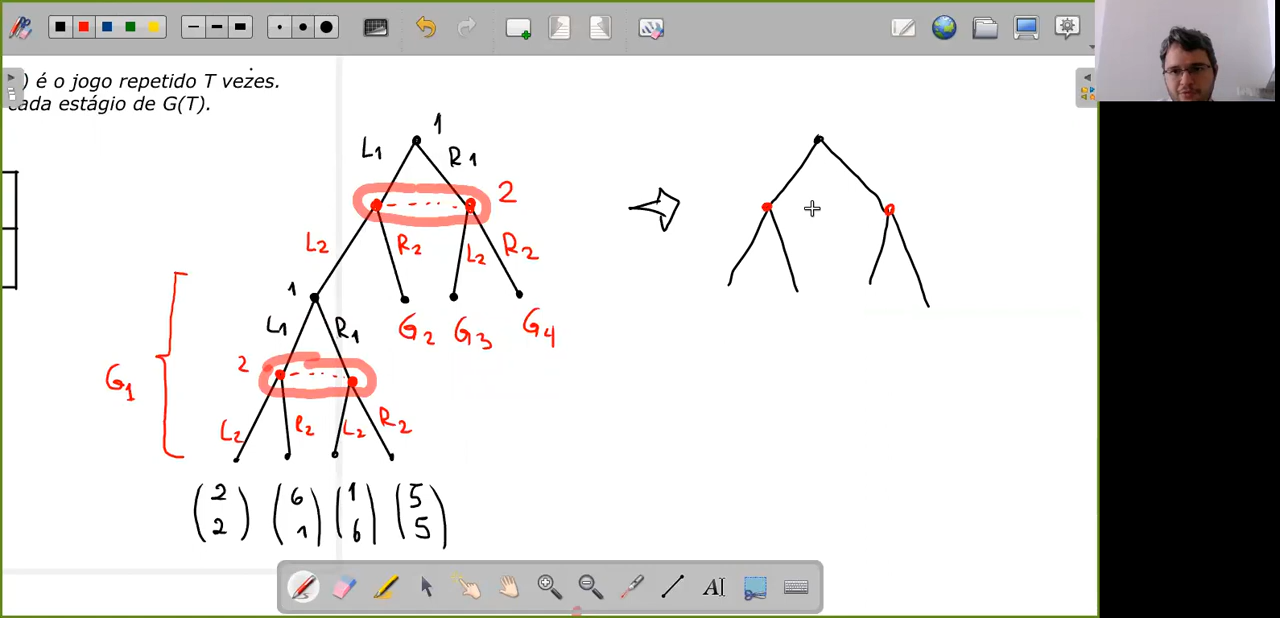 ) é o jogo repetido T vezes.
cada estágio de G(T).
1
L1 R1
2
L2 R2 L2 R2
1
G2 G3 G4
L1 R1
G1
2
L2 R2 L2 R2
2 6 1 5
2 1 6 5
AI